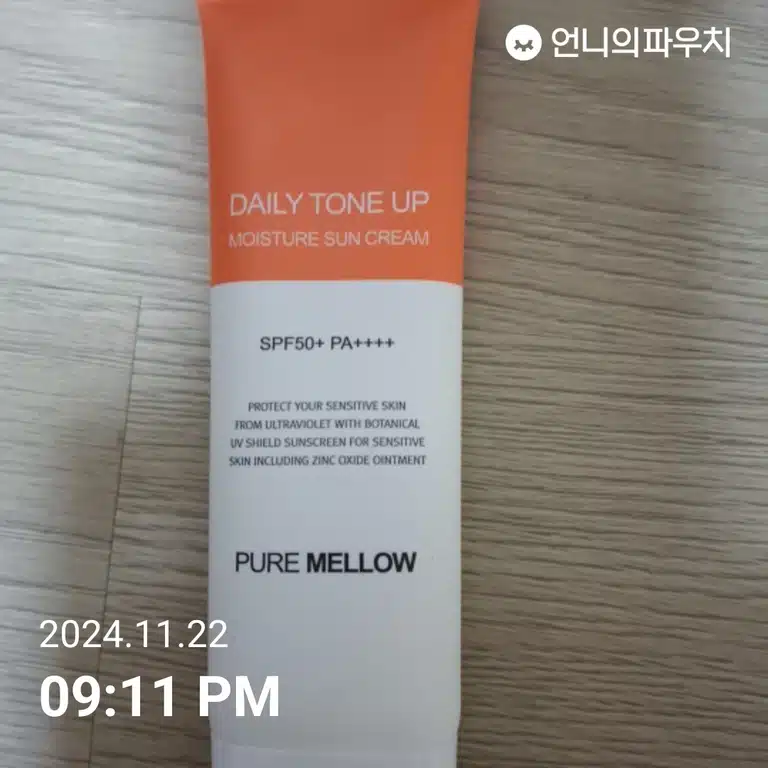 언니의파우치
DAILY TONE UP
MOISTURE SUN CREAM
SPF50+ PA++++
PROTECT YOUR SENSITIVE SKIN
FROM ULTRAVIOLET WITH BOTANICAL
UV SHIELD SUNSCREEN FOR SENSITIVE
SKIN INCLUDING ZINC OXIDE OINTMENT
PURE MELLOW
2024.11.22
09:11 PM